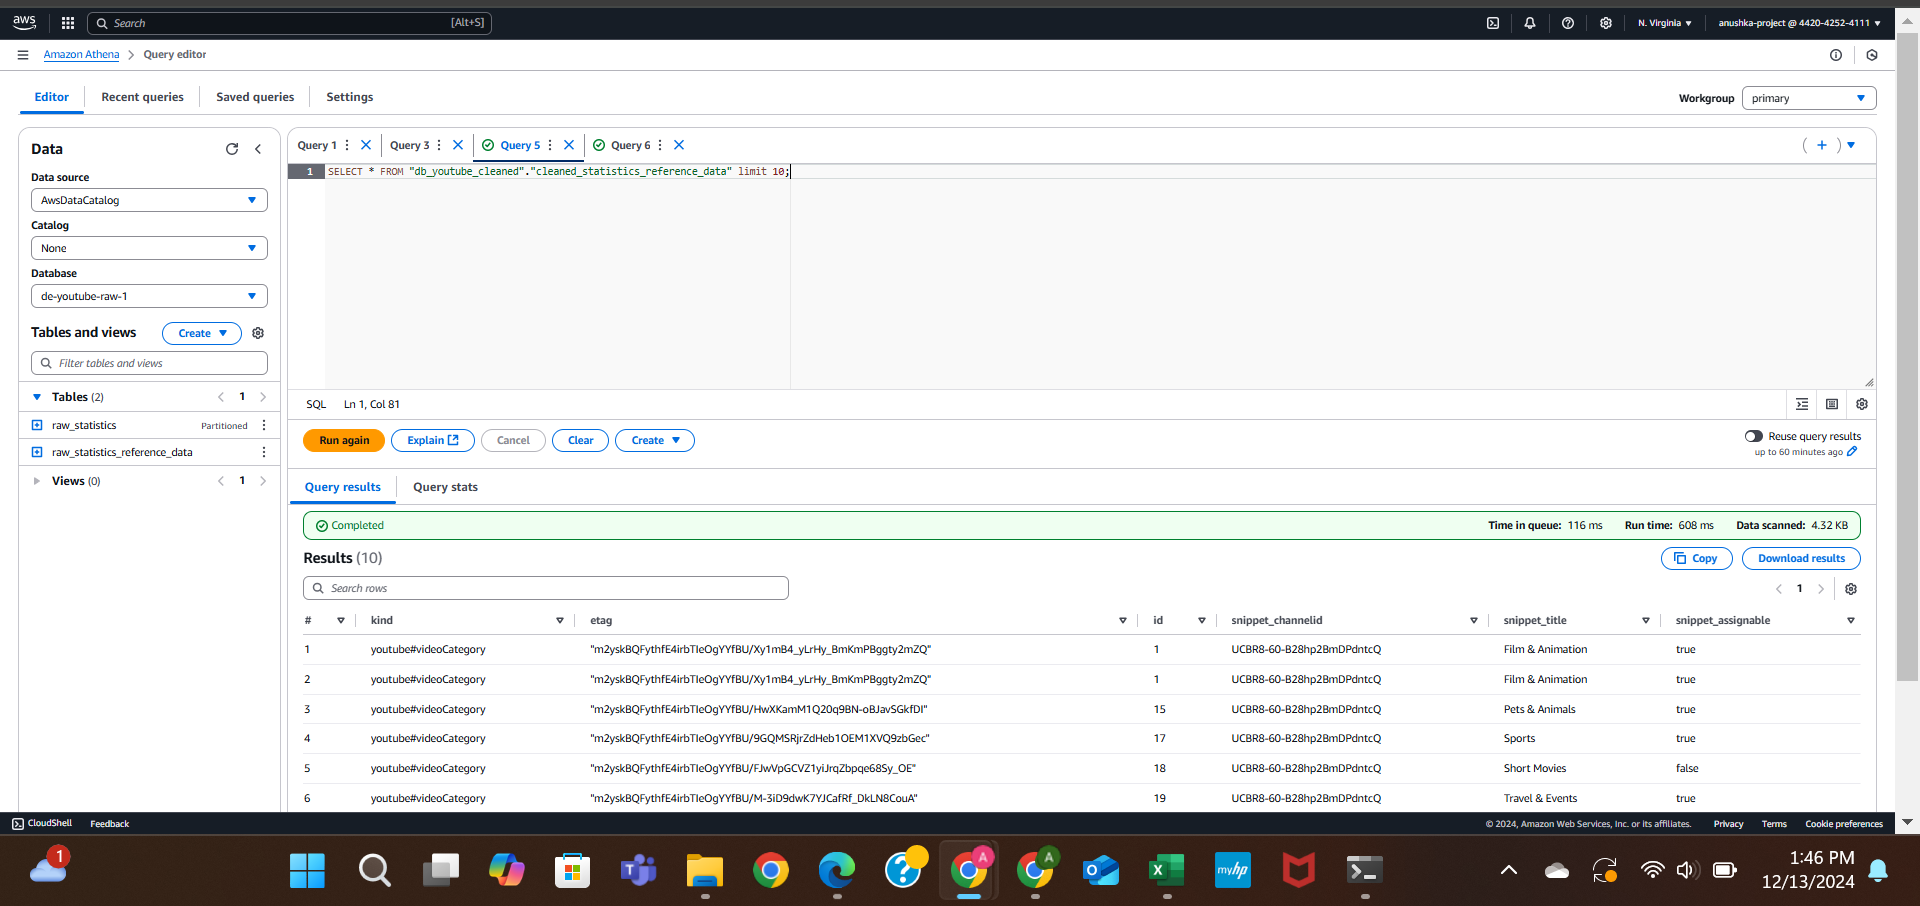 aws Search [Alt+S] N. Virginia anushka-project @ 4420-4252-4111
Amazon Athena > Query editor
Editor Recent queries Saved queries Settings
Workgroup primary
Data
Data source
AwsDataCatalog
Catalog
None
Database
de-youtube-raw-1
Tables and views Create
Filter tables and views
Tables (2) < 1 >
raw_statistics Partitioned
raw_statistics_reference_data
Views (0) < 1 >
Query 1 Query 3 Query 5 Query 6
1 SELECT * FROM "db_youtube_cleaned"."cleaned_statistics_reference_data" limit 10;
SQL Ln 1, Col 81
Run again Explain Cancel Clear Create
Reuse query results
up to 60 minutes ago
Query results Query stats
Completed Time in queue: 116 ms Run time: 608 ms Data scanned: 4.32 KB
Results (10) Copy Download results
Search rows < 1 >
# kind etag id snippet_channelid snippet_title snippet_assignable
1 youtube#videoCategory "m2yskBQFythfE4irbTIeOgYYfBU/Xy1mB4_yLrHy_BmKmPBggty2mZQ" 1 UCBR8-60-B28hp2BmDPdntcQ Film & Animation true
2 youtube#videoCategory "m2yskBQFythfE4irbTIeOgYYfBU/Xy1mB4_yLrHy_BmKmPBggty2mZQ" 1 UCBR8-60-B28hp2BmDPdntcQ Film & Animation true
3 youtube#videoCategory "m2yskBQFythfE4irbTIeOgYYfBU/HwXKamM1Q20q9BN-oBJavSGkfDI" 15 UCBR8-60-B28hp2BmDPdntcQ Pets & Animals true
4 youtube#videoCategory "m2yskBQFythfE4irbTIeOgYYfBU/9GQMSRjrZdHeb1OEM1XVQ9zbGec" 17 UCBR8-60-B28hp2BmDPdntcQ Sports true
5 youtube#videoCategory "m2yskBQFythfE4irbTIeOgYYfBU/FJwVpGCVZ1yiJrqZbpqe68Sy_OE" 18 UCBR8-60-B28hp2BmDPdntcQ Short Movies false
6 youtube#videoCategory "m2yskBQFythfE4irbTIeOgYYfBU/M-3iD9dwK7YJCafRf_DkLN8CouA" 19 UCBR8-60-B28hp2BmDPdntcQ Travel & Events true
CloudShell Feedback © 2024, Amazon Web Services, Inc. or its affiliates. Privacy Terms Cookie preferences
1 A A myhp 1:46 PM
12/13/2024